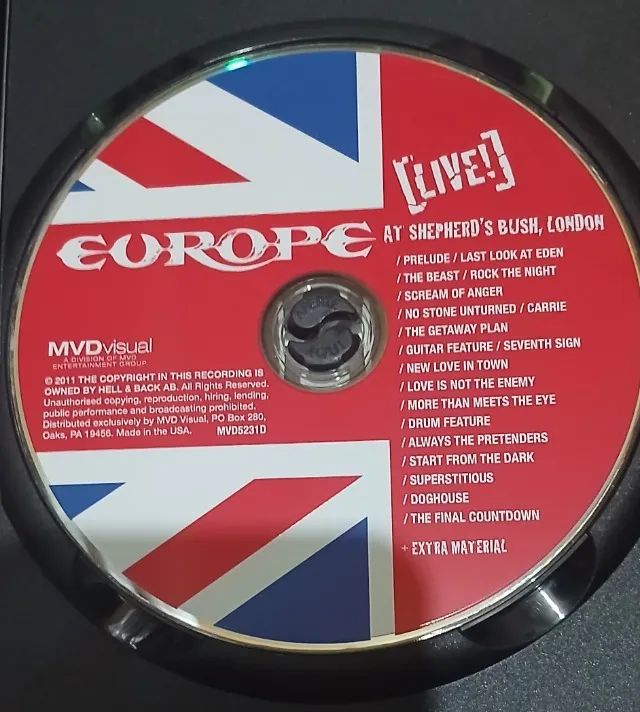 [LIVE!]
EUROPE
AT SHEPHERD'S BUSH, LONDON
/ PRELUDE / LAST LOOK AT EDEN
/ THE BEAST / ROCK THE NIGHT
/ SCREAM OF ANGER
/ NO STONE UNTURNED / CARRIE
/ THE GETAWAY PLAN
/ GUITAR FEATURE / SEVENTH SIGN
/ NEW LOVE IN TOWN
/ LOVE IS NOT THE ENEMY
/ MORE THAN MEETS THE EYE
/ DRUM FEATURE
/ ALWAYS THE PRETENDERS
/ START FROM THE DARK
/ SUPERSTITIOUS
/ DOGHOUSE
/ THE FINAL COUNTDOWN
+ EXTRA MATERIAL
MVDvisual
A DIVISION OF MVD
ENTERTAINMENT GROUP
© 2011 THE COPYRIGHT IN THIS RECORDING IS
OWNED BY HELL & BACK AB. All Rights Reserved.
Unauthorised copying, reproduction, hiring, lending,
public performance and broadcasting prohibited.
Distributed exclusively by MVD Visual, PO Box 280,
Oaks, PA 19456. Made in the USA. MVD5231D